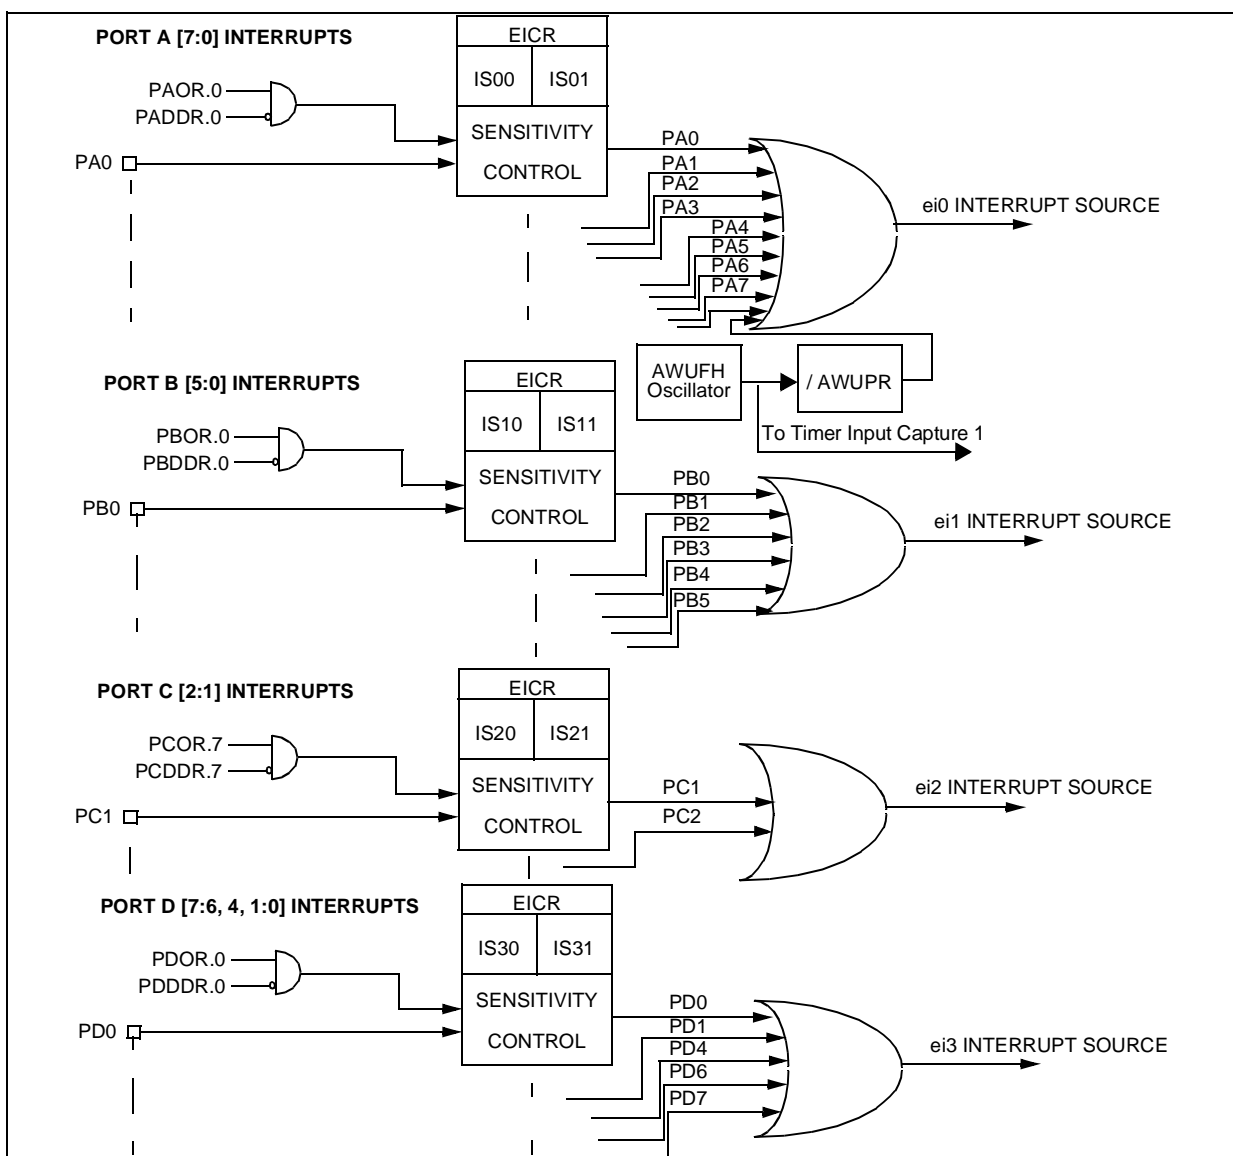 PORT A [7:0] INTERRUPTS
EICR
IS00 IS01
PAOR.0
PADDR.0
SENSITIVITY
CONTROL
PA0
PA0
PA1
PA2
PA3
PA4
PA5
PA6
PA7
ei0 INTERRUPT SOURCE
AWUFH
Oscillator
/ AWUPR
To Timer Input Capture 1
PORT B [5:0] INTERRUPTS
EICR
IS10 IS11
PBOR.0
PBDDR.0
SENSITIVITY
CONTROL
PB0
PB0
PB1
PB2
PB3
PB4
PB5
ei1 INTERRUPT SOURCE
PORT C [2:1] INTERRUPTS
EICR
IS20 IS21
PCOR.7
PCDDR.7
SENSITIVITY
CONTROL
PC1
PC1
PC2
ei2 INTERRUPT SOURCE
PORT D [7:6, 4, 1:0] INTERRUPTS
EICR
IS30 IS31
PDOR.0
PDDDR.0
SENSITIVITY
CONTROL
PD0
PD0
PD1
PD4
PD6
PD7
ei3 INTERRUPT SOURCE